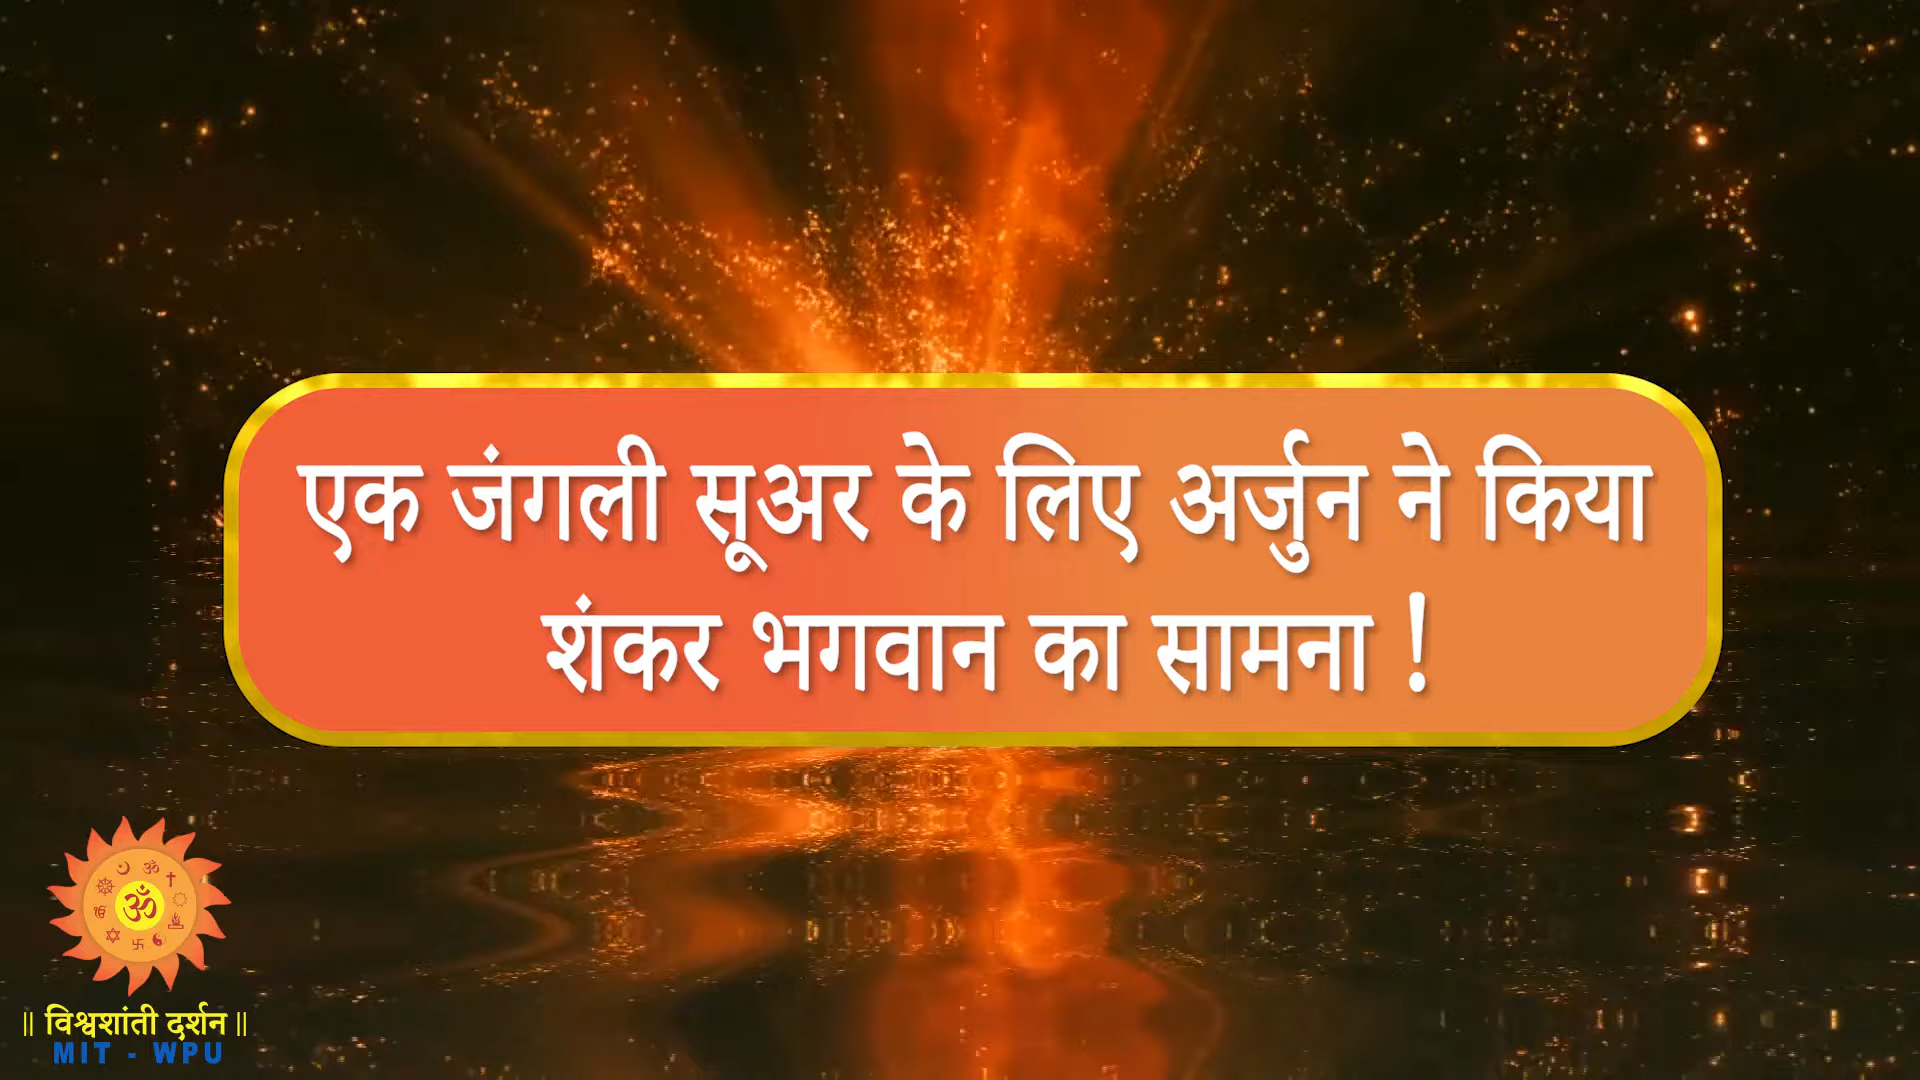 एक जंगली सूअर के लिए अर्जुन ने किया
शंकर भगवान का सामना !
|| विश्वशांती दर्शन ||
MIT - WPU